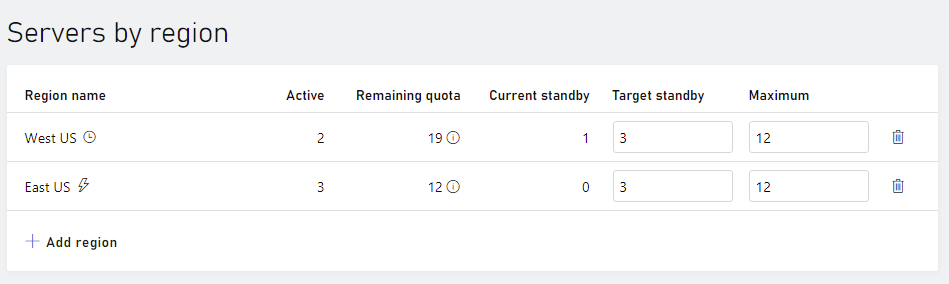 Servers by region
Region name Active Remaining quota Current standby Target standby Maximum
West US 2 19 1 3 12
East US 3 12 0 3 12
Add region